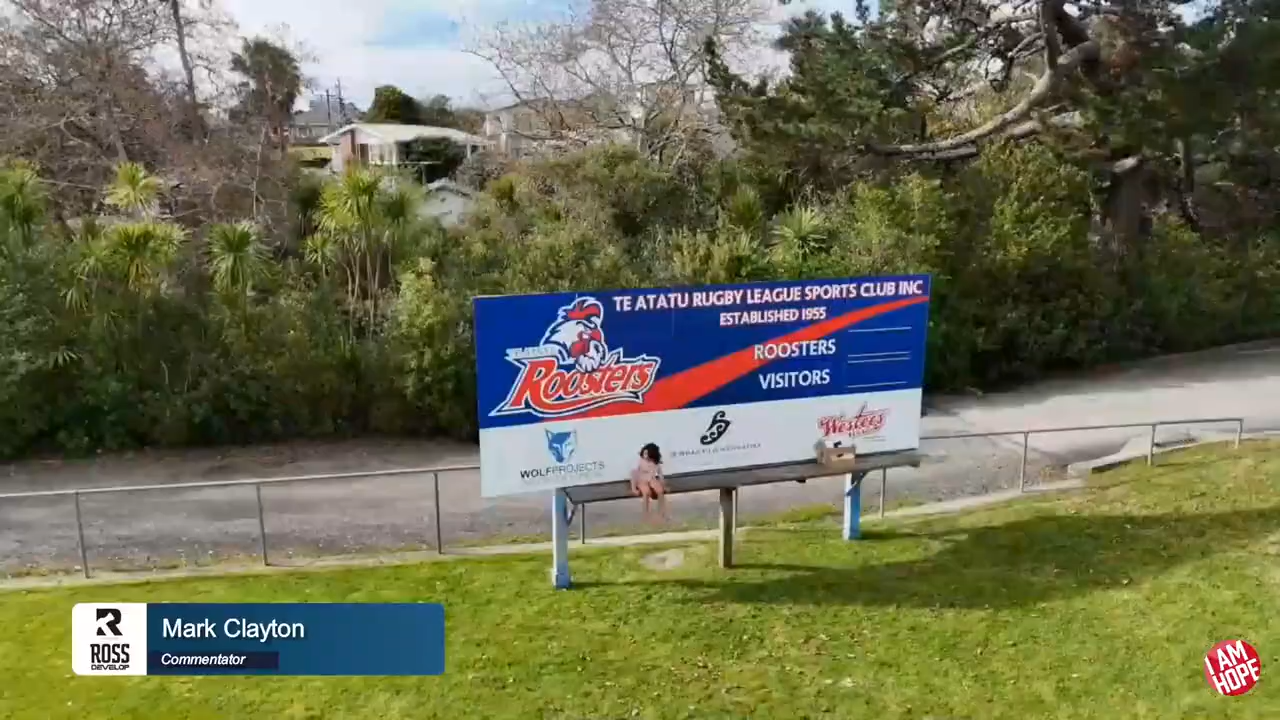 TE ATATU RUGBY LEAGUE SPORTS CLUB INC
ESTABLISHED 1955
Roosters
ROOSTERS
VISITORS
WOLFPROJECTS
Westees
R
ROSS
DEVELOP
Mark Clayton
Commentator
I AM
HOPE